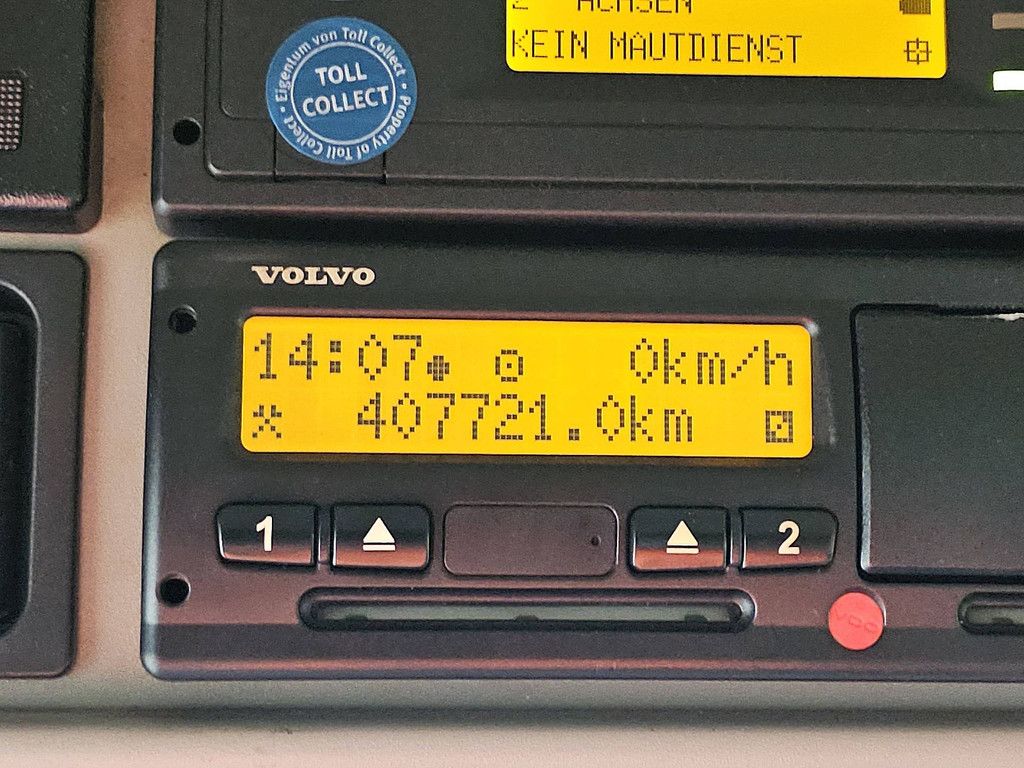 2 ACHSEN
KEIN MAUTDIENST
Eigentum von Toll Collect • Property of Toll Collect •
TOLL
COLLECT
VOLVO
14:07 0km/h
407721.0km
1
2
VDO